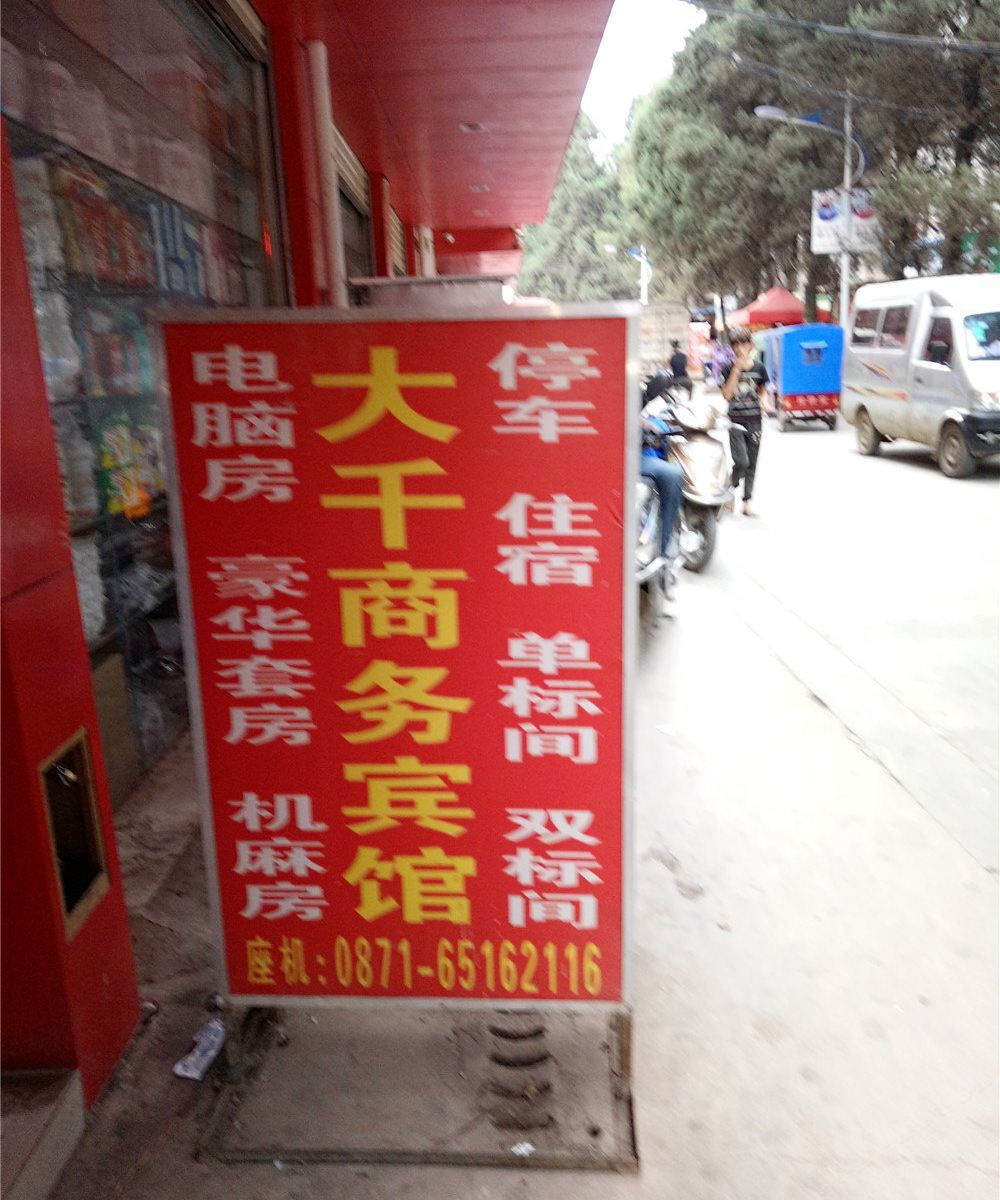 停车 住宿 单标间 双标间
大千商务宾馆
电脑房 豪华套房 机麻房
座机:0871-65162116